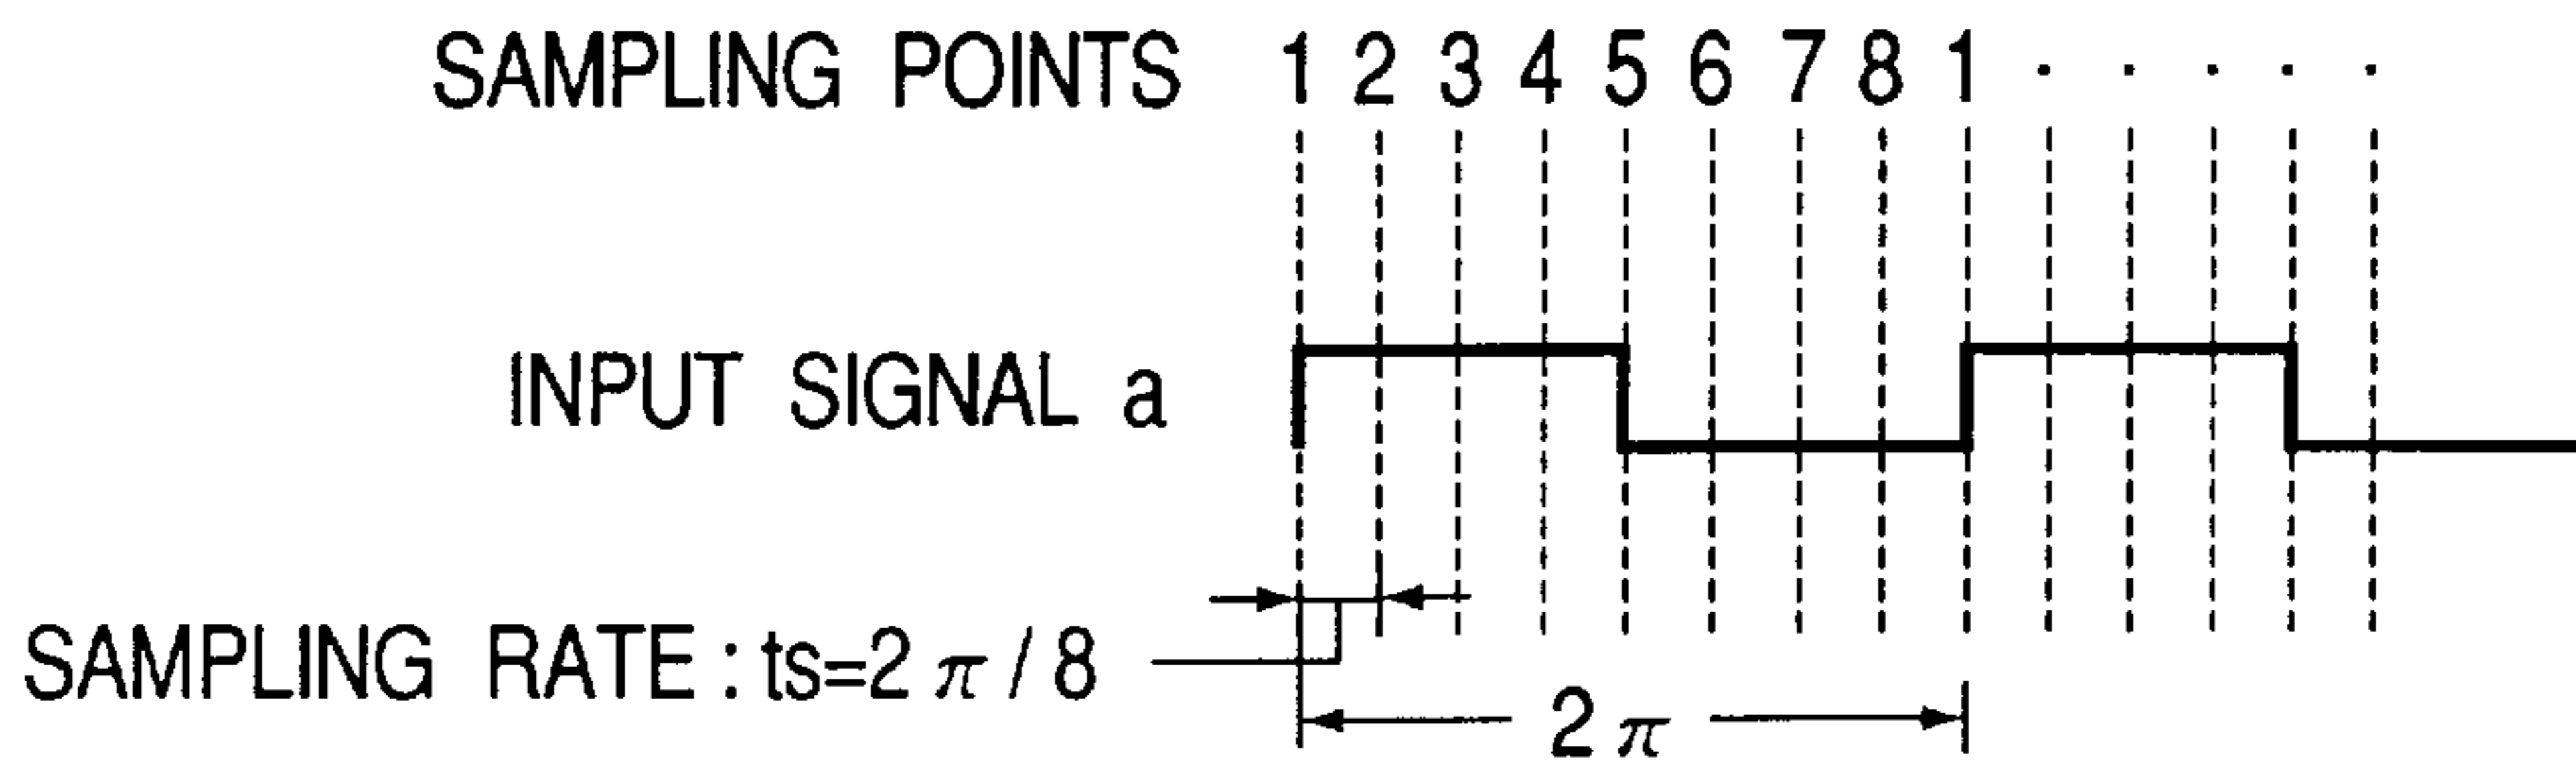 SAMPLING POINTS 1 2 3 4 5 6 7 8 1 · · · · ·
INPUT SIGNAL a
SAMPLING RATE : ts=2π/8
2π